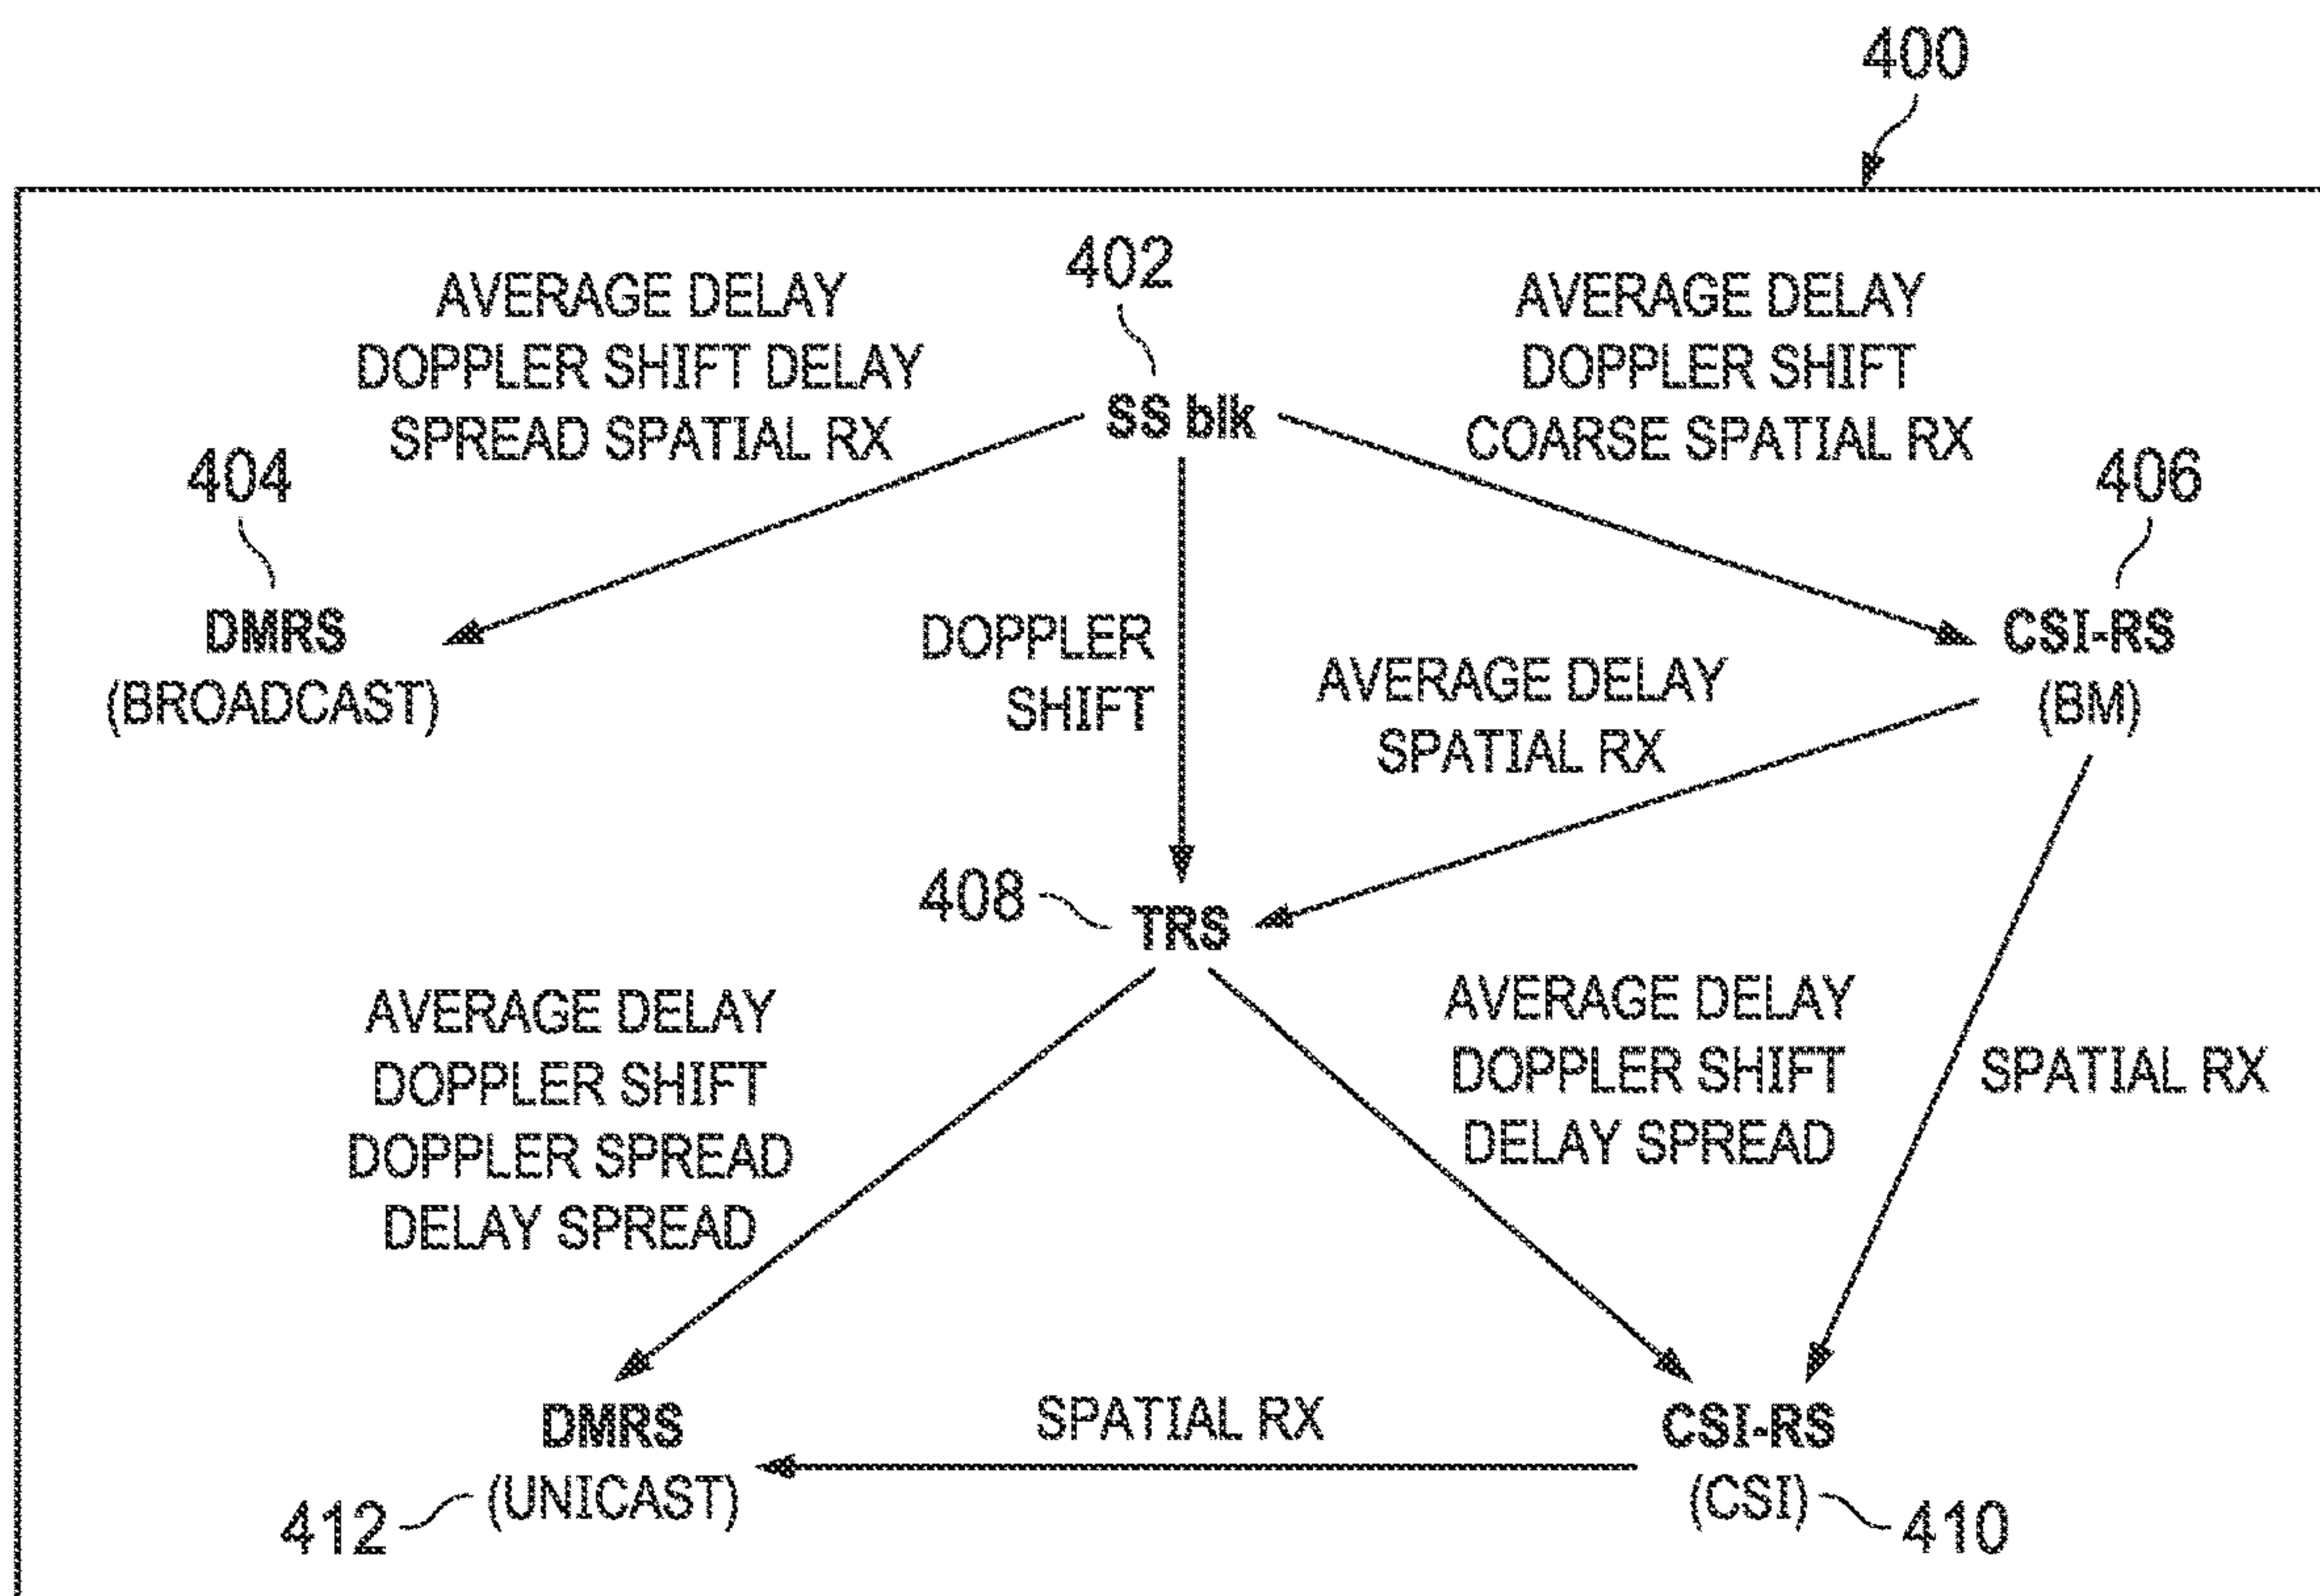 400
402
AVERAGE DELAY
DOPPLER SHIFT DELAY
SPREAD SPATIAL RX
AVERAGE DELAY
DOPPLER SHIFT
COARSE SPATIAL RX
SS blk
404
406
DMRS
(BROADCAST)
DOPPLER
SHIFT
AVERAGE DELAY
SPATIAL RX
CSI-RS
(BM)
408
TRS
AVERAGE DELAY
DOPPLER SHIFT
DOPPLER SPREAD
DELAY SPREAD
AVERAGE DELAY
DOPPLER SHIFT
DELAY SPREAD
SPATIAL RX
DMRS
(UNICAST)
412
SPATIAL RX
CSI-RS
(CSI)
410